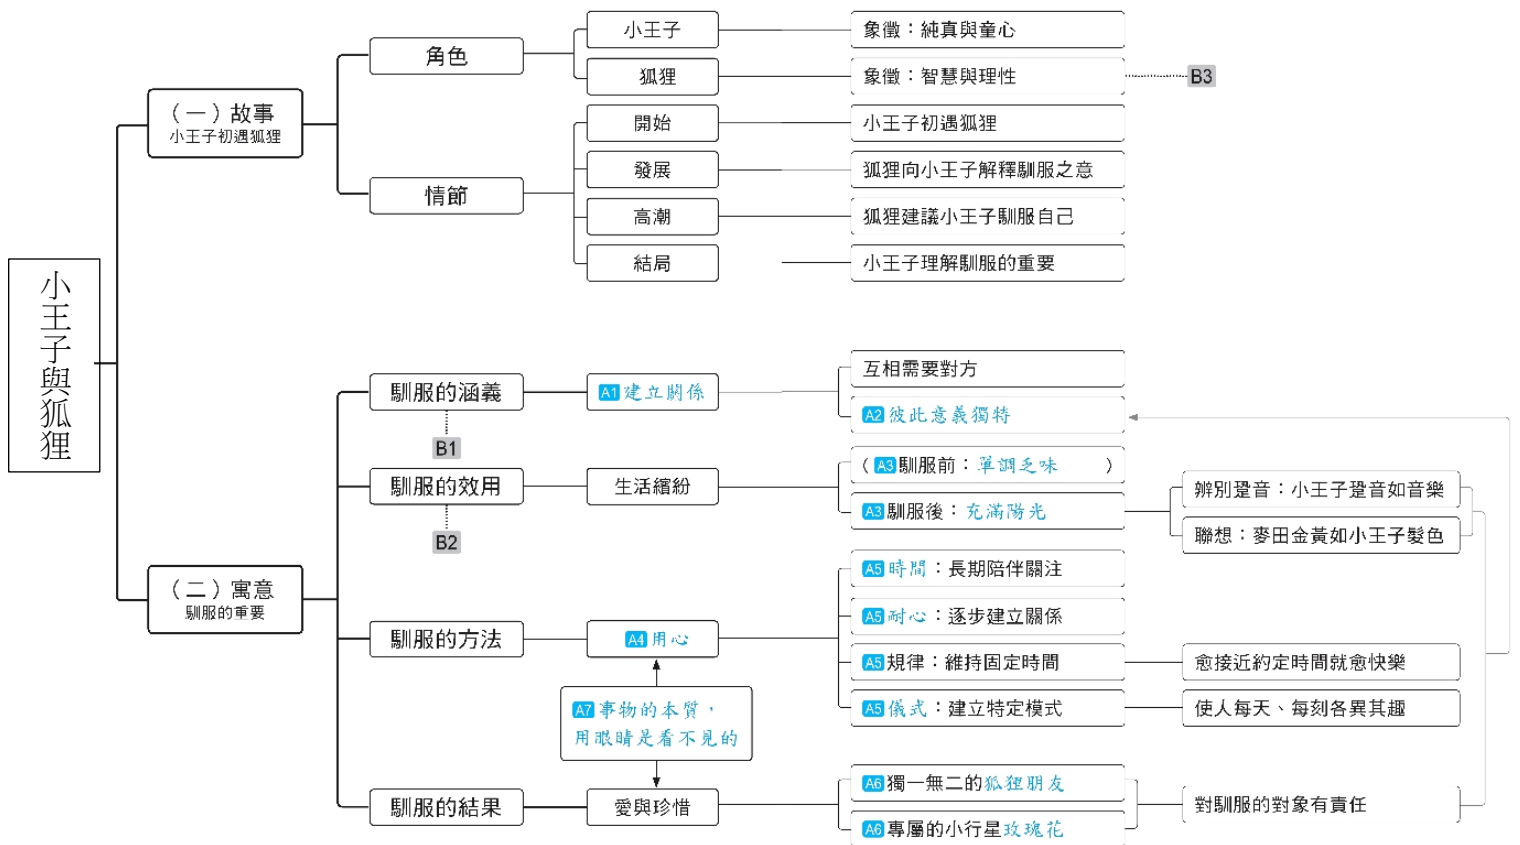 小王子與狐狸
（一）故事
小王子初遇狐狸
角色
小王子
象徵：純真與童心
狐狸
象徵：智慧與理性
B3
情節
開始
小王子初遇狐狸
發展
狐狸向小王子解釋馴服之意
高潮
狐狸建議小王子馴服自己
結局
小王子理解馴服的重要
（二）寓意
馴服的重要
馴服的涵義
B1
A1 建立關係
互相需要對方
A2 彼此意義獨特
馴服的效用
B2
生活繽紛
（A3 馴服前：單調乏味　　）
A3 馴服後：充滿陽光
辨別跫音：小王子跫音如音樂
聯想：麥田金黃如小王子髮色
馴服的方法
A4 用心
A5 時間：長期陪伴關注
A5 耐心：逐步建立關係
A5 規律：維持固定時間
愈接近約定時間就愈快樂
A5 儀式：建立特定模式
使人每天、每刻各異其趣
A7 事物的本質，
用眼睛是看不見的
馴服的結果
愛與珍惜
A6 獨一無二的狐狸朋友
A6 專屬的小行星玫瑰花
對馴服的對象有責任